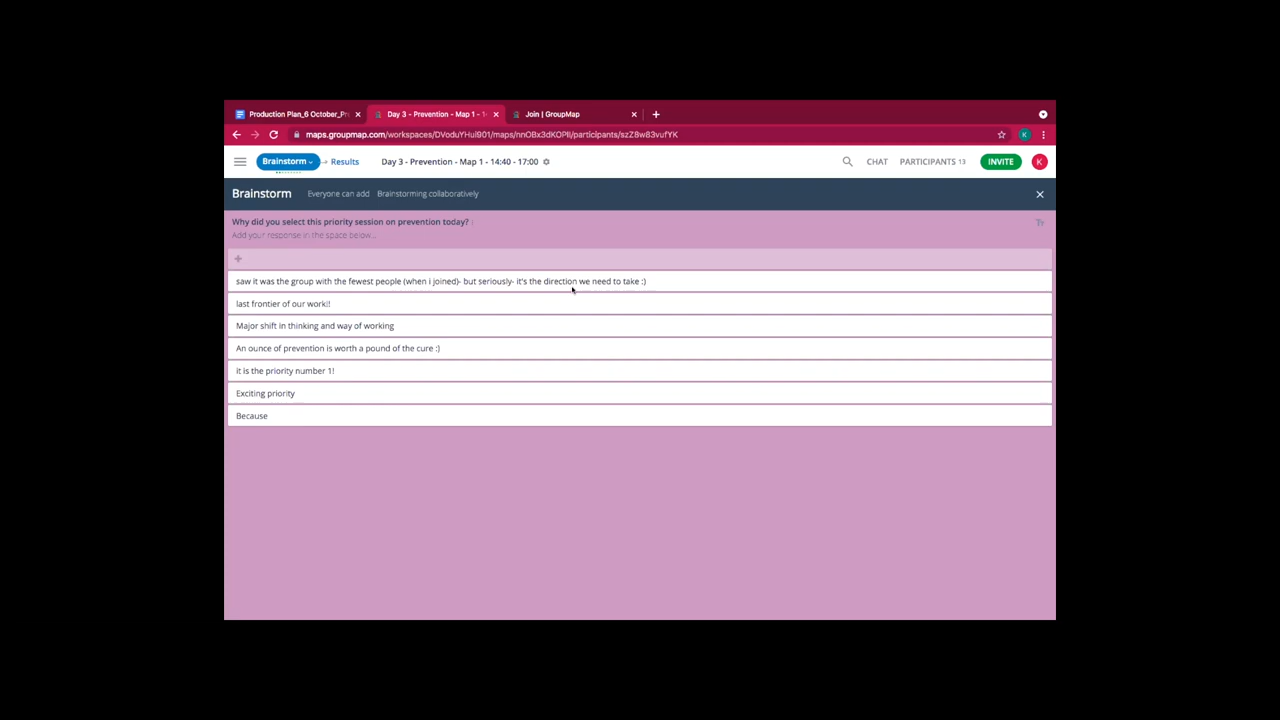 Production Plan_6 October_Pr
Day 3 - Prevention - Map 1 - 1
Join | GroupMap
maps.groupmap.com/workspaces/DVoduYHuI901/maps/nnOBx3dKOPII/participants/szZ8w83vufYK
K
Brainstorm
Results
Day 3 - Prevention - Map 1 - 14:40 - 17:00
CHAT
PARTICIPANTS 13
INVITE
K
Brainstorm
Everyone can add
Brainstorming collaboratively
Why did you select this priority session on prevention today?
Add your response in the space below...
saw it was the group with the fewest people (when i joined)- but seriously- it's the direction we need to take :)
last frontier of our work!!
Major shift in thinking and way of working
An ounce of prevention is worth a pound of the cure :)
it is the priority number 1!
Exciting priority
Because